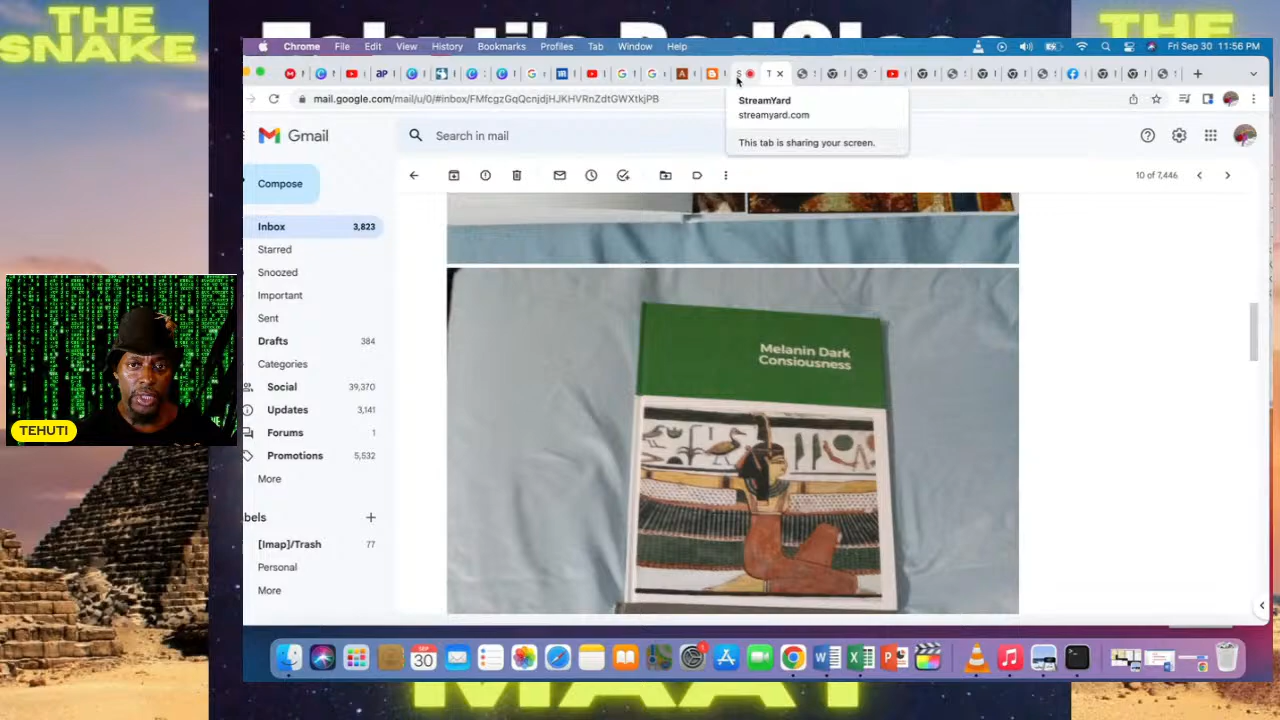 THE
SNAKE
THE
Chrome File Edit View History Bookmarks Profiles Tab Window Help
Fri Sep 30 11:56 PM
mail.google.com/mail/u/0/#inbox/FMfcgzGqQcnjdjHJKHVRnZdtGWXtkjPB
StreamYard
streamyard.com
This tab is sharing your screen.
Gmail
Search in mail
Compose
10 of 7,446
Inbox 3,823
Starred
Snoozed
Important
Sent
Drafts 384
Categories
Social 39,370
Updates 3,141
Forums 1
Promotions 5,532
More
abels
[Imap]/Trash 77
Personal
More
Melanin Dark
Consiousness
TEHUTI
SEP
30
MAAT